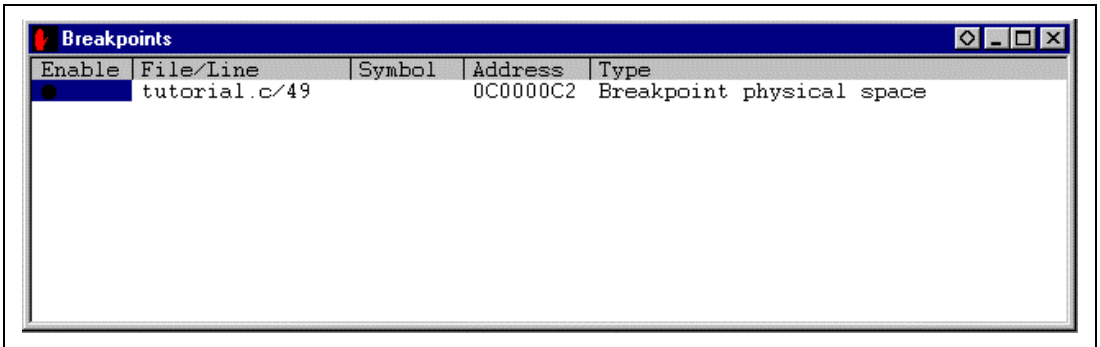 Breakpoints
Enable File/Line Symbol Address Type
tutorial.c/49 0C0000C2 Breakpoint physical space